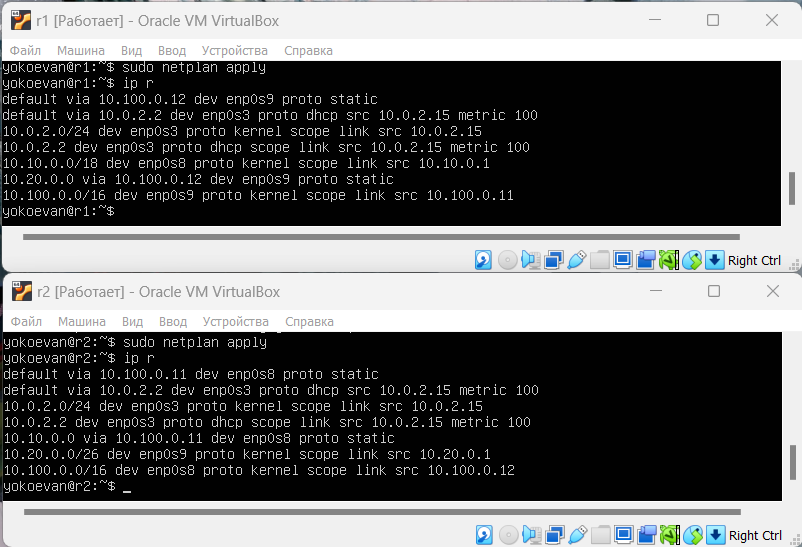 r1 [Работает] - Oracle VM VirtualBox
Файл Машина Вид Ввод Устройства Справка
yokoevan@r1:~$ sudo netplan apply
yokoevan@r1:~$ ip r
default via 10.100.0.12 dev enp0s9 proto static
default via 10.0.2.2 dev enp0s3 proto dhcp src 10.0.2.15 metric 100
10.0.2.0/24 dev enp0s3 proto kernel scope link src 10.0.2.15
10.0.2.2 dev enp0s3 proto dhcp scope link src 10.0.2.15 metric 100
10.10.0.0/18 dev enp0s8 proto kernel scope link src 10.10.0.1
10.20.0.0 via 10.100.0.12 dev enp0s9 proto static
10.100.0.0/16 dev enp0s9 proto kernel scope link src 10.100.0.11
yokoevan@r1:~$
Right Ctrl
r2 [Работает] - Oracle VM VirtualBox
Файл Машина Вид Ввод Устройства Справка
yokoevan@r2:~$ sudo netplan apply
yokoevan@r2:~$ ip r
default via 10.100.0.11 dev enp0s8 proto static
default via 10.0.2.2 dev enp0s3 proto dhcp src 10.0.2.15 metric 100
10.0.2.0/24 dev enp0s3 proto kernel scope link src 10.0.2.15
10.0.2.2 dev enp0s3 proto dhcp scope link src 10.0.2.15 metric 100
10.10.0.0 via 10.100.0.11 dev enp0s8 proto static
10.20.0.0/26 dev enp0s9 proto kernel scope link src 10.20.0.1
10.100.0.0/16 dev enp0s8 proto kernel scope link src 10.100.0.12
yokoevan@r2:~$ _
Right Ctrl